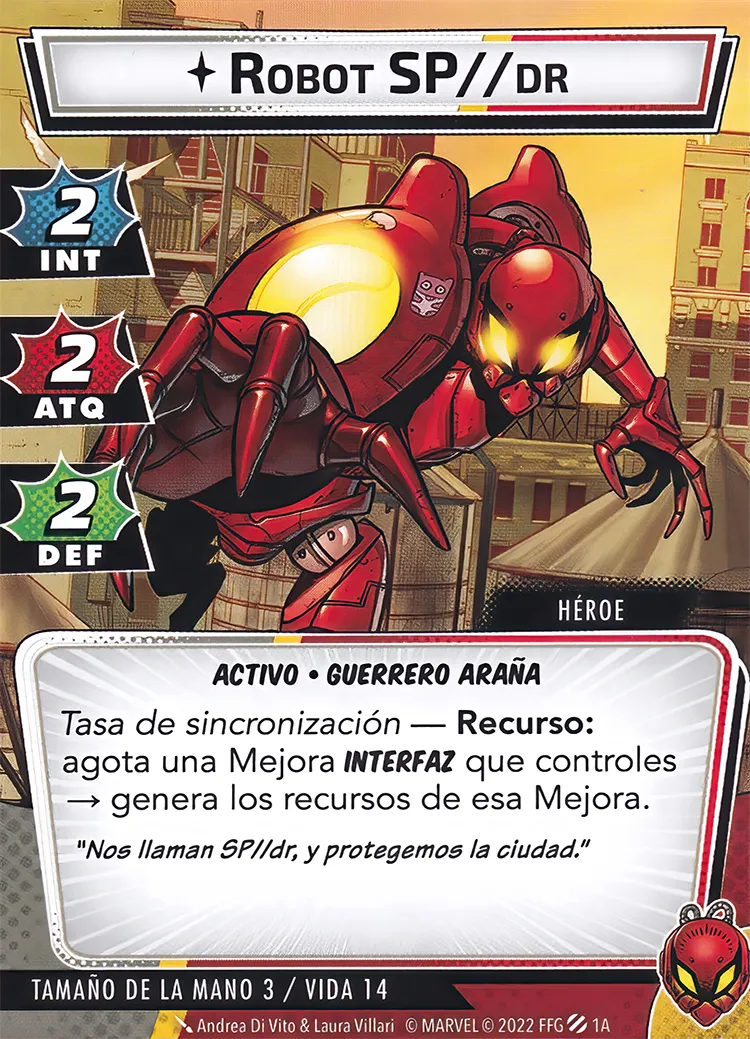 ROBOT SP//DR
2
INT
2
ATQ
2
DEF
HÉROE
ACTIVO • GUERRERO ARAÑA
Tasa de sincronización — Recurso:
agota una Mejora INTERFAZ que controles
→ genera los recursos de esa Mejora.
"Nos llaman SP//dr, y protegemos la ciudad."
TAMAÑO DE LA MANO 3 / VIDA 14
Andrea Di Vito & Laura Villari © MARVEL © 2022 FFG 1A